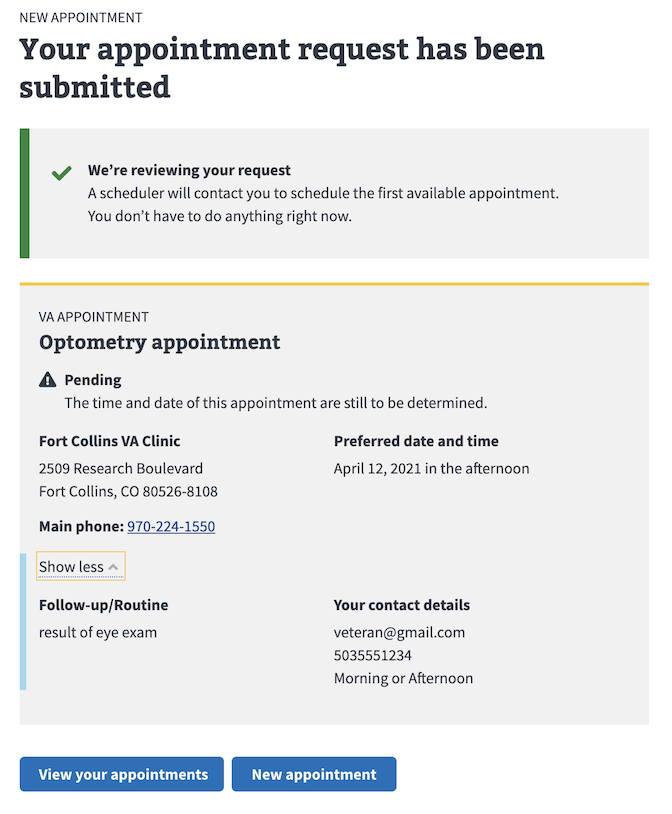 NEW APPOINTMENT
Your appointment request has been
submitted
We’re reviewing your request
A scheduler will contact you to schedule the first available appointment.
You don’t have to do anything right now.
VA APPOINTMENT
Optometry appointment
Pending
The time and date of this appointment are still to be determined.
Fort Collins VA Clinic
2509 Research Boulevard
Fort Collins, CO 80526-8108
Main phone: 970-224-1550
Preferred date and time
April 12, 2021 in the afternoon
Show less
Follow-up/Routine
result of eye exam
Your contact details
veteran@gmail.com
5035551234
Morning or Afternoon
View your appointments
New appointment